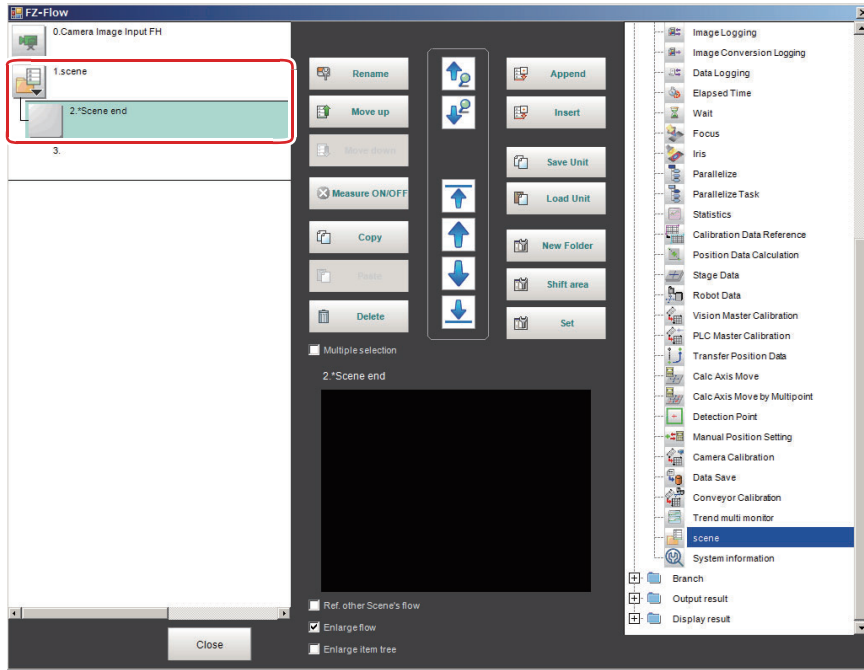 FZ-Flow
0.Camera Image Input FH
1.scene
2.*Scene end
3.
Rename
Move up
Move down
Measure ON/OFF
Copy
Paste
Delete
Append
Insert
Save Unit
Load Unit
New Folder
Shift area
Set
Multiple selection
2.*Scene end
Ref. other Scene's flow
Enlarge flow
Enlarge item tree
Close
Image Logging
Image Conversion Logging
Data Logging
Elapsed Time
Wait
Focus
Iris
Parallelize
Parallelize Task
Statistics
Calibration Data Reference
Position Data Calculation
Stage Data
Robot Data
Vision Master Calibration
PLC Master Calibration
Transfer Position Data
Calc Axis Move
Calc Axis Move by Multipoint
Detection Point
Manual Position Setting
Camera Calibration
Data Save
Conveyor Calibration
Trend multi monitor
scene
System information
Branch
Output result
Display result